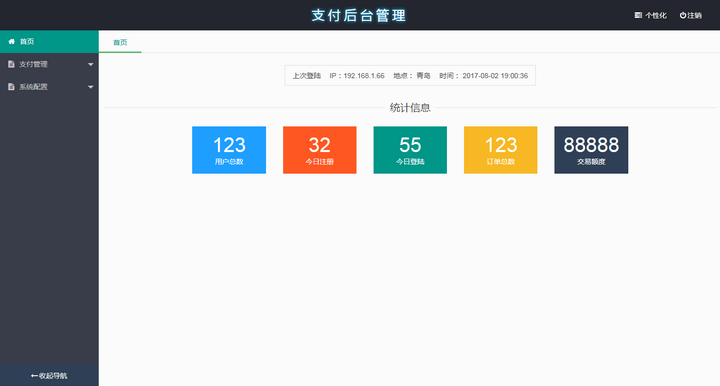 支付后台管理
个性化 注销
首页
支付管理
系统配置
收起导航
首页
上次登陆 IP：192.168.1.66 地点：青岛 时间：2017-08-02 19:00:36
统计信息
123
用户总数
32
今日注册
55
今日登陆
123
订单总数
88888
交易额度